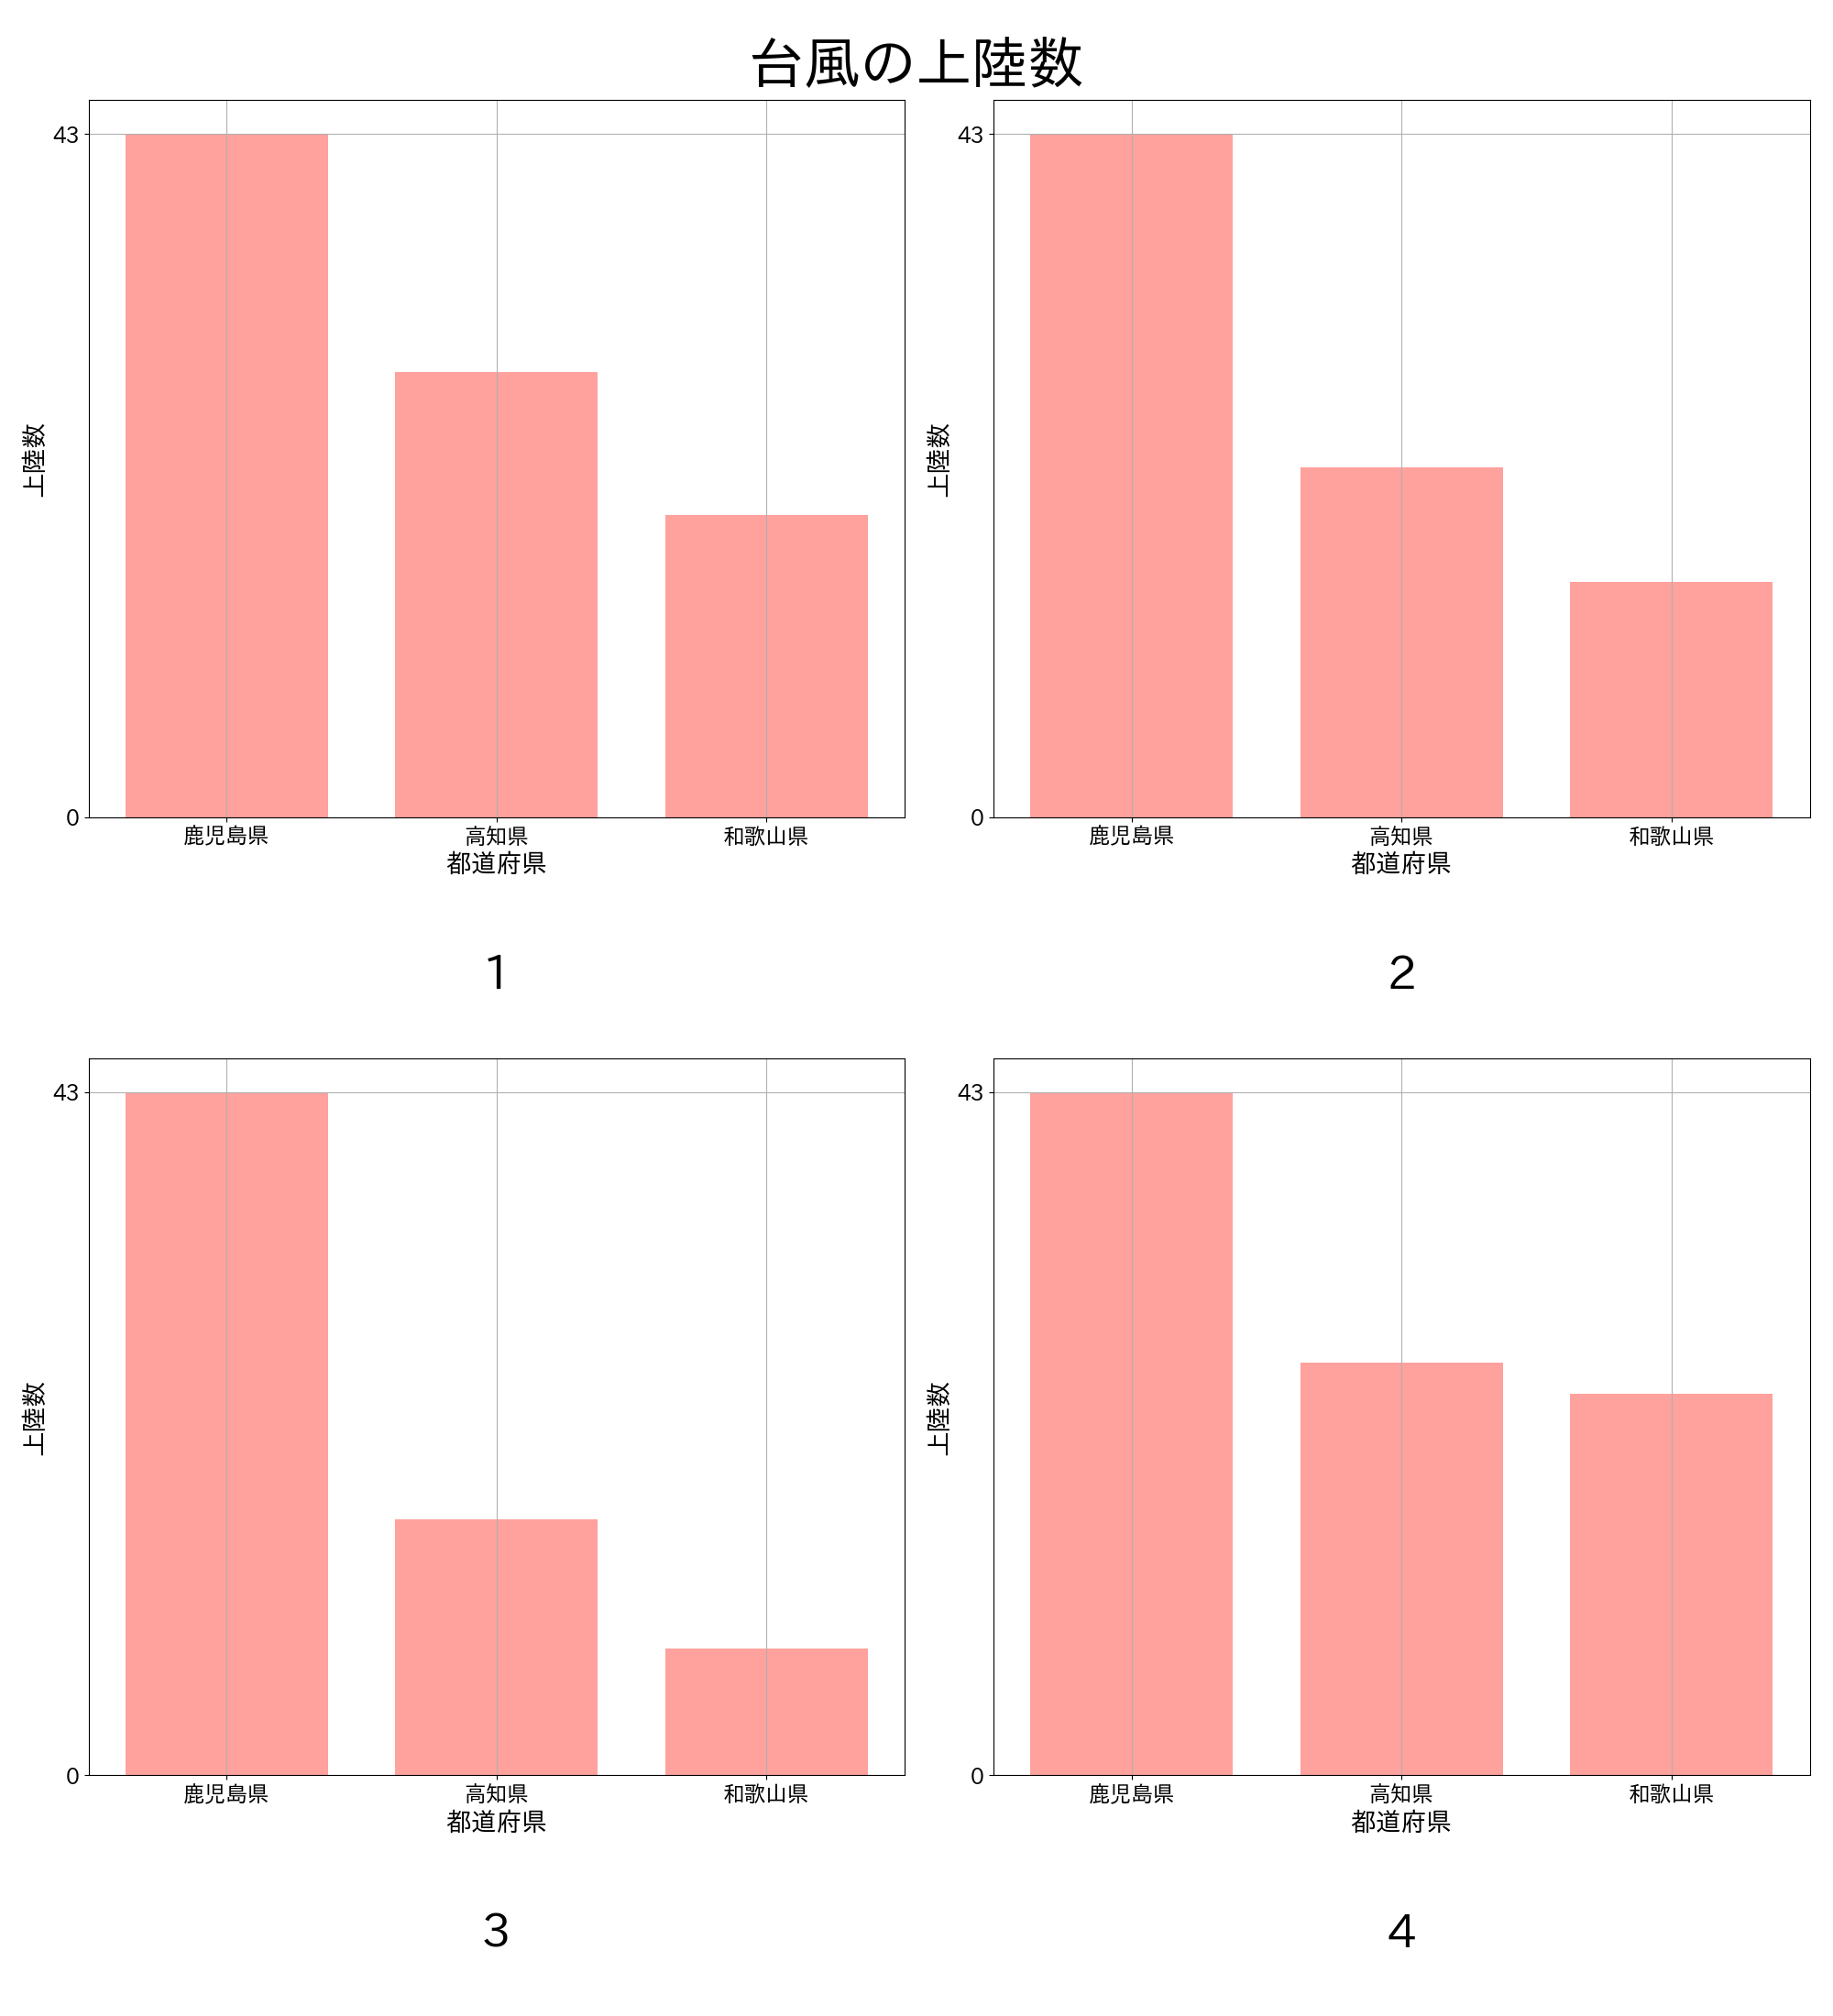 台風の上陸数
43
上陸数
0
鹿児島県 高知県 和歌山県
都道府県
1
43
上陸数
0
鹿児島県 高知県 和歌山県
都道府県
2
43
上陸数
0
鹿児島県 高知県 和歌山県
都道府県
3
43
上陸数
0
鹿児島県 高知県 和歌山県
都道府県
4